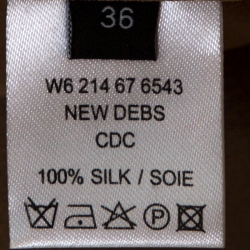 36
W6 214 67 6543
NEW DEBS
CDC
100% SILK / SOIE
P